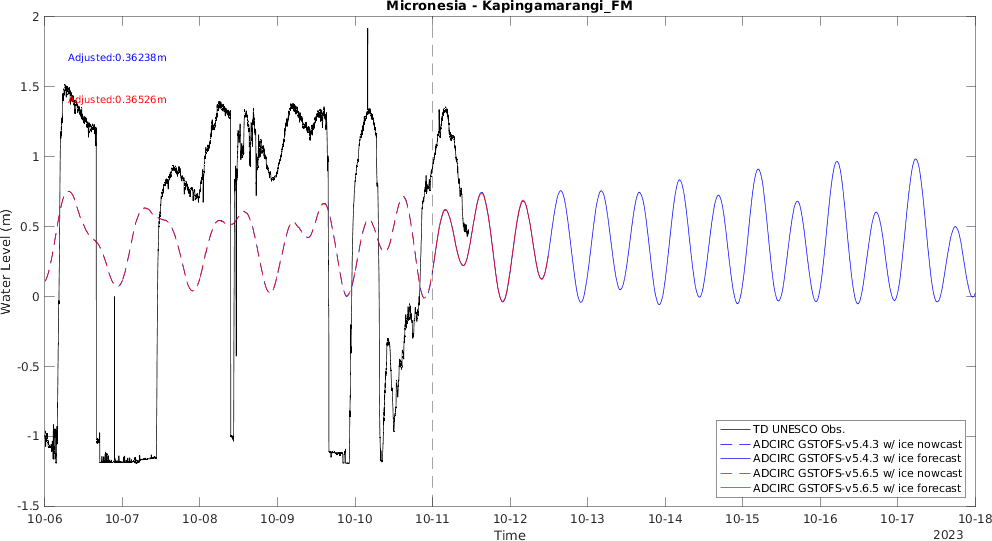 Micronesia - Kapingamarangi_FM
2
Adjusted:0.36238m
1.5
Adjusted:0.36526m
1
0.5
0
-0.5
-1
-1.5
Water Level (m)
TD UNESCO Obs.
ADCIRC GSTOFS-v5.4.3 w/ ice nowcast
ADCIRC GSTOFS-v5.4.3 w/ ice forecast
ADCIRC GSTOFS-v5.6.5 w/ ice nowcast
ADCIRC GSTOFS-v5.6.5 w/ ice forecast
10-06 10-07 10-08 10-09 10-10 10-11 10-12 10-13 10-14 10-15 10-16 10-17 10-18
Time
2023